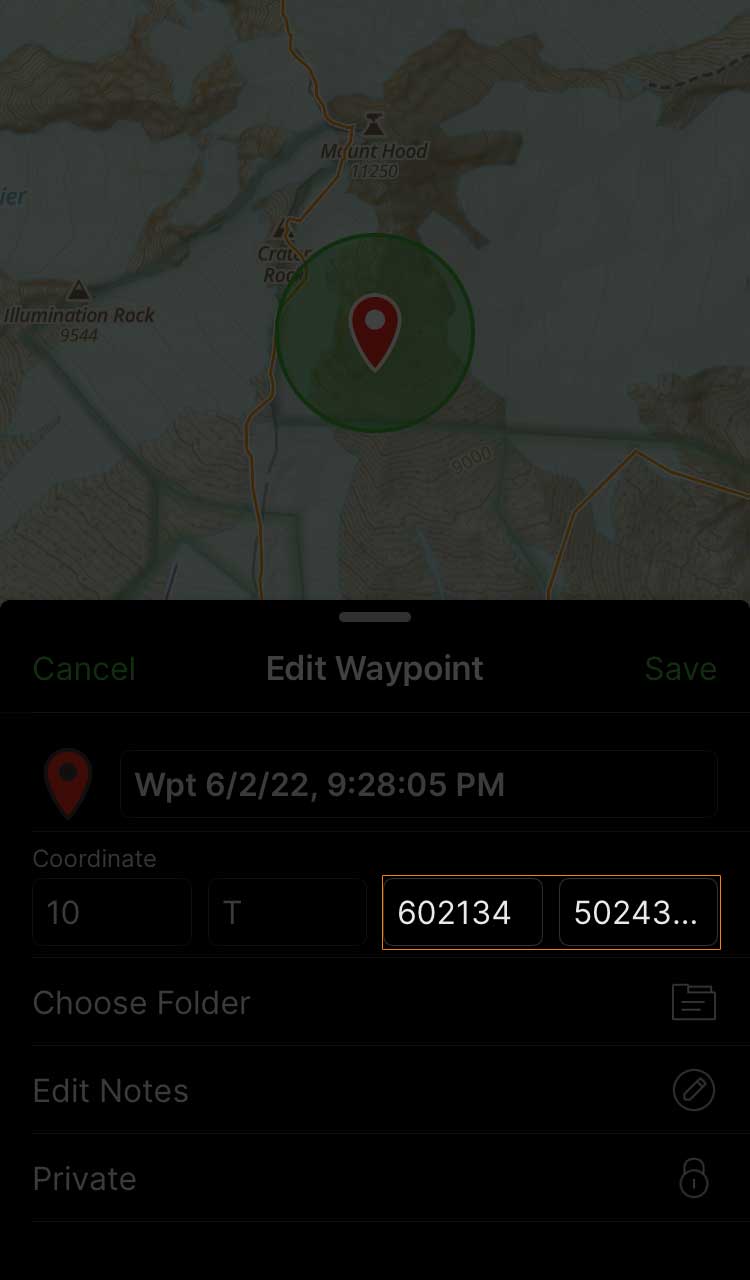 Mount Hood
11250
ier
Crater
Rock
Illumination Rock
9544
9000
Cancel Edit Waypoint Save
Wpt 6/2/22, 9:28:05 PM
Coordinate
10 T 602134 50243...
Choose Folder
Edit Notes
Private